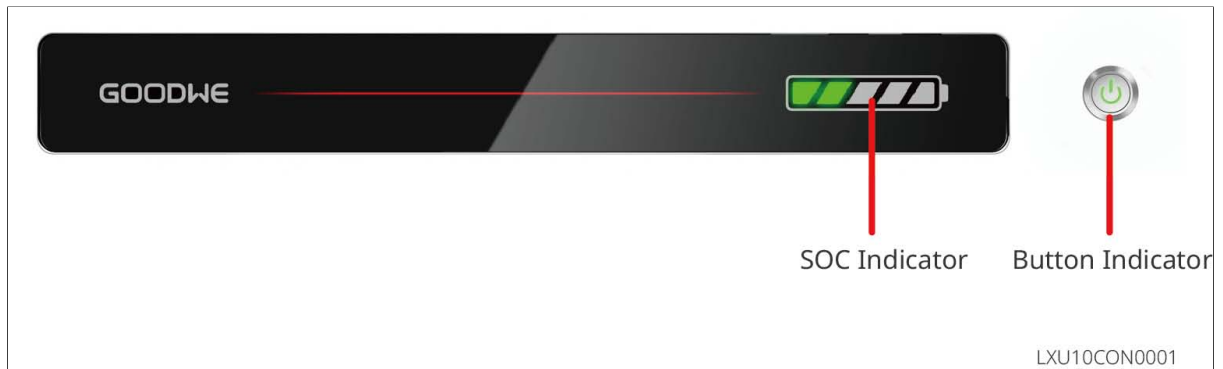 GOODWE
SOC Indicator
Button Indicator
LXU10CON0001